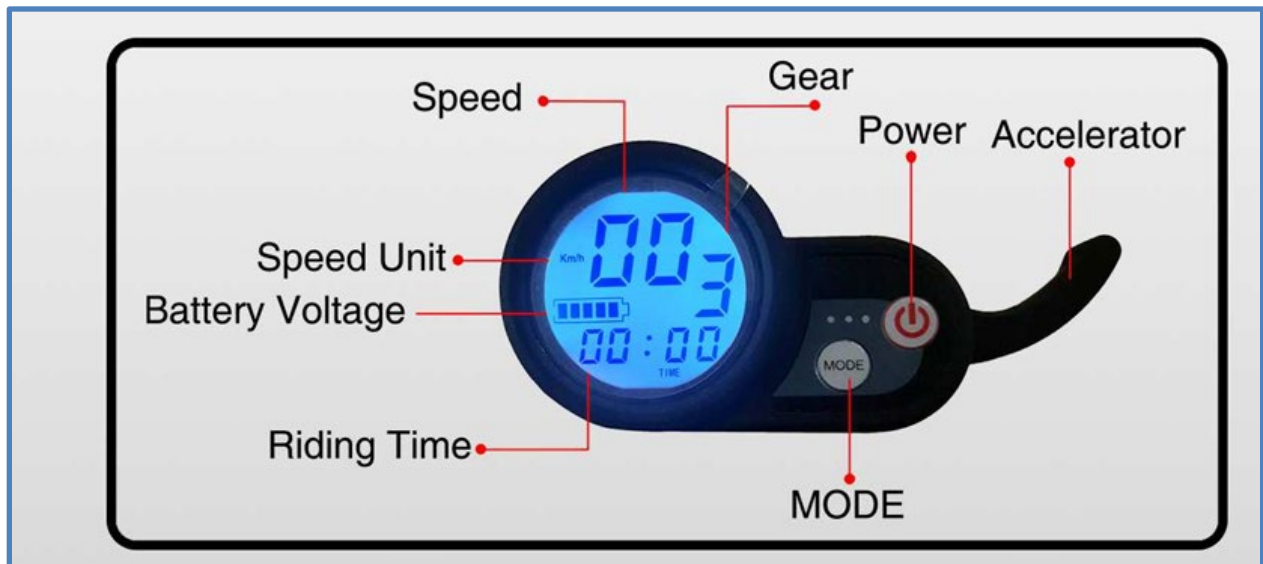 Gear
Speed
Power
Accelerator
Speed Unit
Km/h
00
3
Battery Voltage
00:00
TIME
MODE
Riding Time
MODE